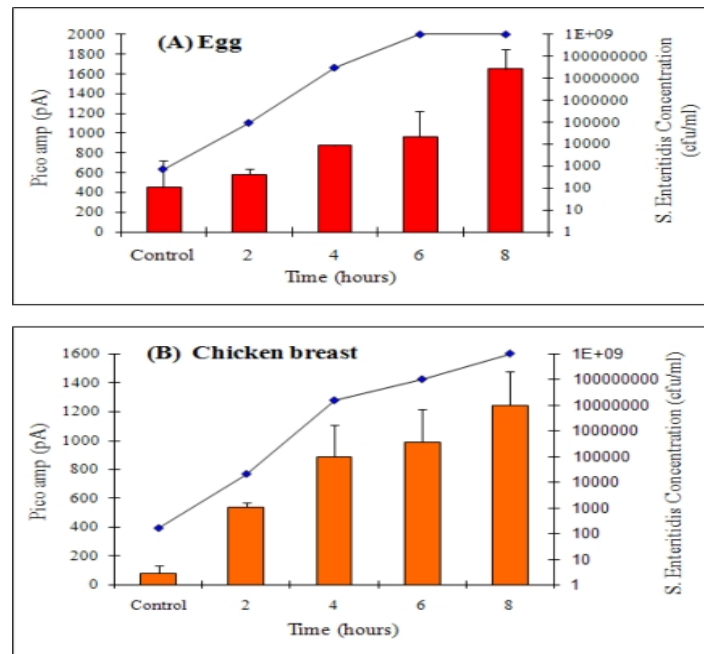 (A) Egg
2000
1800
1600
1400
1200
1000
800
600
400
200
0
Pico amp (pA)
1E+09
100000000
10000000
1000000
100000
10000
1000
100
10
1
S. Enteritidis Concentration
(cfu/ml)
Control 2 4 6 8
Time (hours)
(B) Chicken breast
1600
1400
1200
1000
800
600
400
200
0
Pico amp (pA)
1E+09
100000000
10000000
1000000
100000
10000
1000
100
10
1
S. Enteritidis Concentration (cfu/ml)
Control 2 4 6 8
Time (hours)